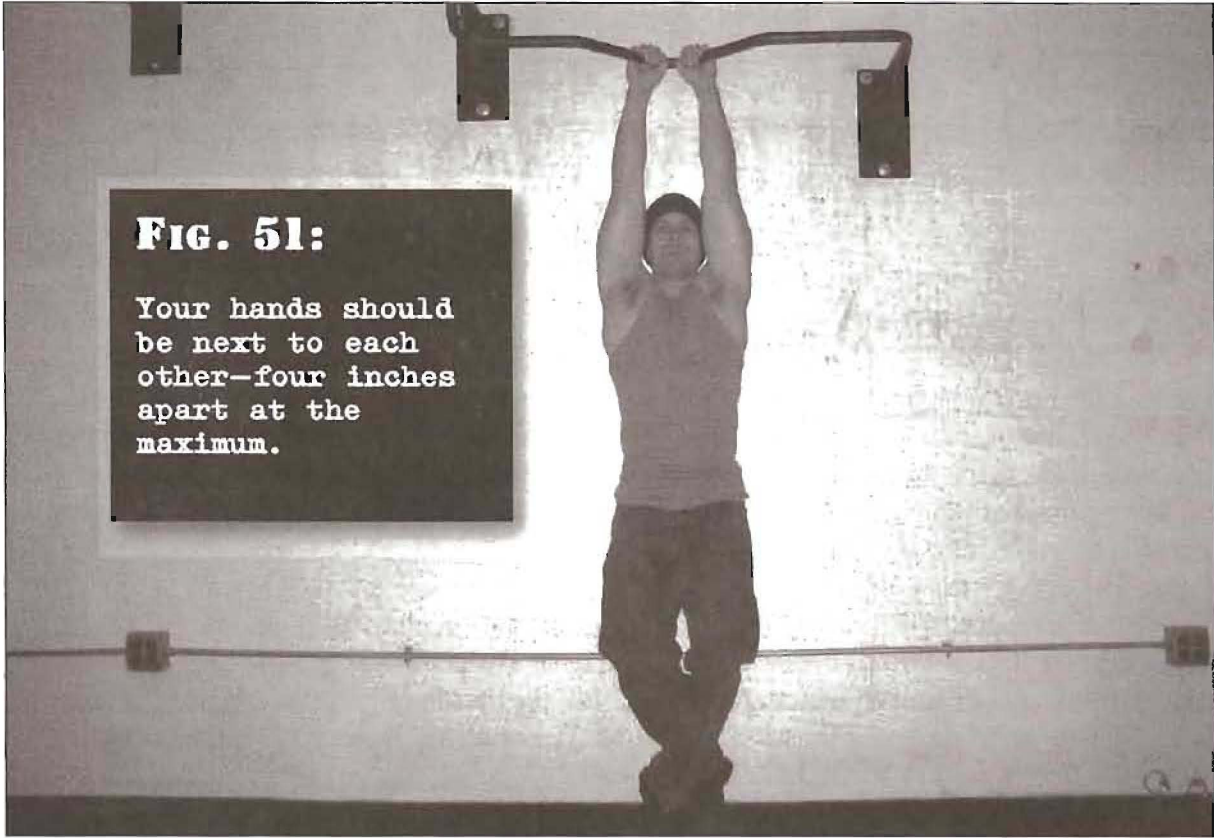 FIG. 51:
Your hands should
be next to each
other—four inches
apart at the
maximum.